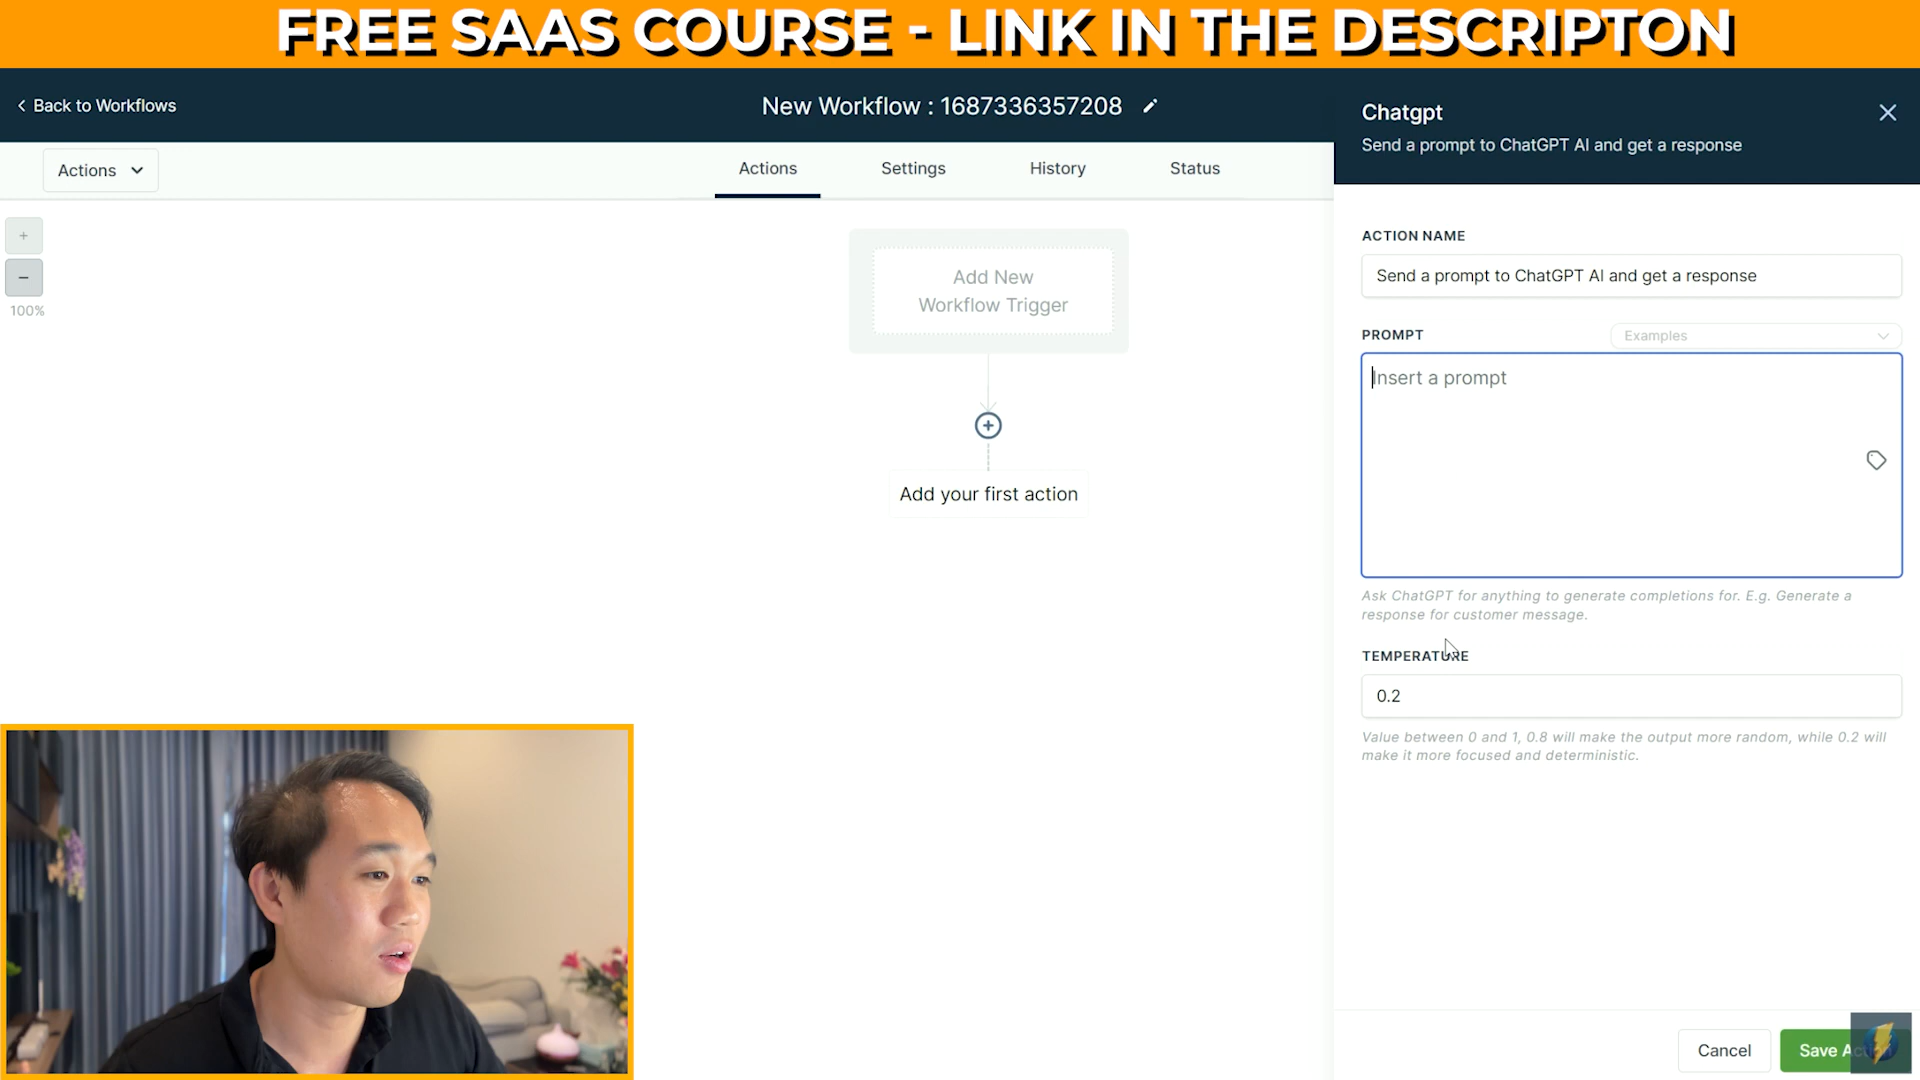 FREE SAAS COURSE - LINK IN THE DESCRIPTON
Back to Workflows
New Workflow : 1687336357208
Actions
Actions
Settings
History
Status
+
−
100%
Add New
Workflow Trigger
Add your first action
Chatgpt
Send a prompt to ChatGPT AI and get a response
ACTION NAME
Send a prompt to ChatGPT AI and get a response
PROMPT
Examples
Insert a prompt
Ask ChatGPT for anything to generate completions for. E.g. Generate a
response for customer message.
TEMPERATURE
0.2
Value between 0 and 1, 0.8 will make the output more random, while 0.2 will
make it more focused and deterministic.
Cancel
Save